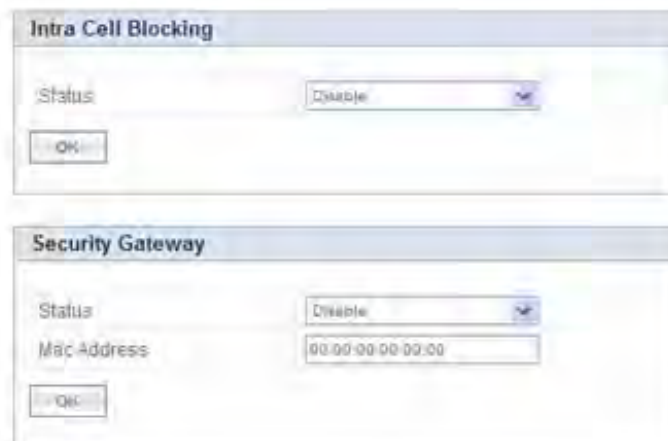 Intra Cell Blocking
Status Disable
OK
Security Gateway
Status Disable
Mac Address 00:00:00:00:00:00
OK